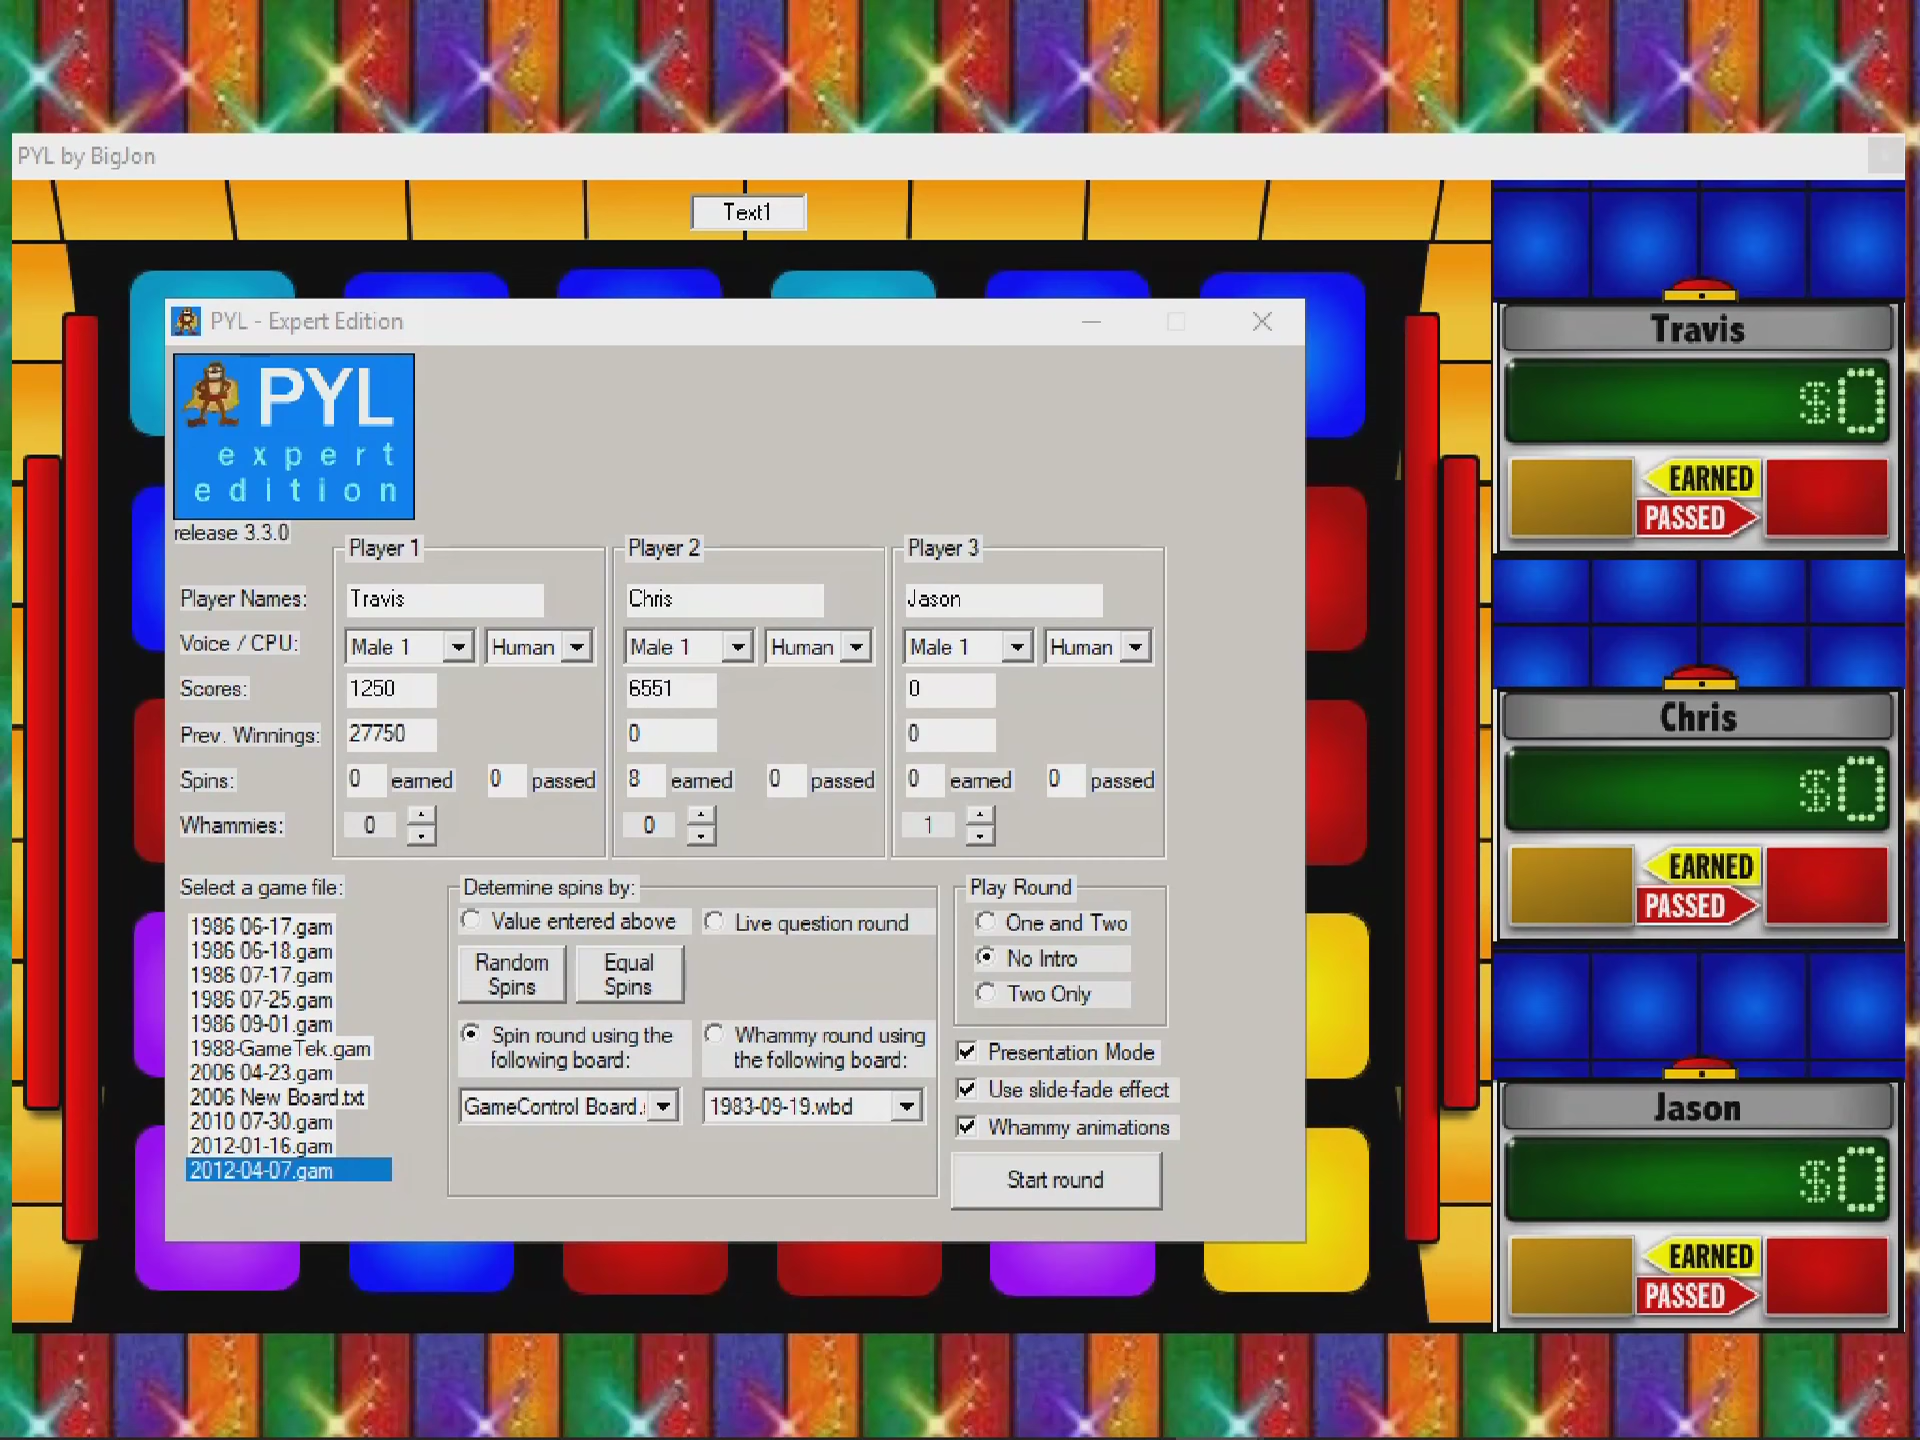 PYL by BigJon
Text1
PYL - Expert Edition
PYL
expert
edition
release 3.3.0
Player 1
Player 2
Player 3
Player Names:
Travis
Chris
Jason
Voice / CPU:
Male 1
Human
Male 1
Human
Male 1
Human
Scores:
1250
6551
0
Prev. Winnings:
27750
0
0
Spins:
0 earned 0 passed
8 earned 0 passed
0 earned 0 passed
Whammies:
0
0
1
Select a game file:
1986 06-17.gam
1986 06-18.gam
1986 07-17.gam
1986 07-25.gam
1986 09-01.gam
1988-GameTek.gam
2006 04-23.gam
2006 New Board.txt
2010 07-30.gam
2012-01-16.gam
2012-04-07.gam
Determine spins by:
Value entered above
Live question round
Random
Spins
Equal
Spins
Spin round using the
following board:
Whammy round using
the following board:
GameControl Board.
1983-09-19.wbd
Play Round
One and Two
No Intro
Two Only
Presentation Mode
Use slide-fade effect
Whammy animations
Start round
Travis
$0
EARNED
PASSED
Chris
$0
EARNED
PASSED
Jason
$0
EARNED
PASSED